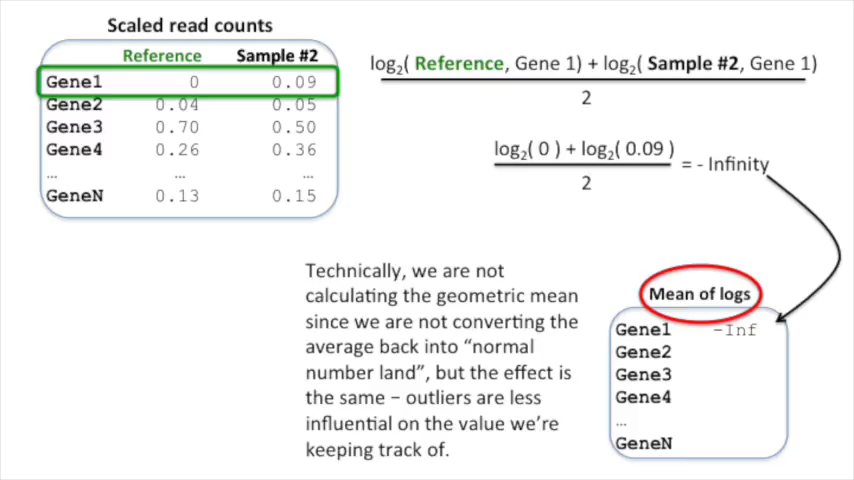 Scaled read counts
Reference Sample #2
Gene1 0 0.09
Gene2 0.04 0.05
Gene3 0.70 0.50
Gene4 0.26 0.36
... ... ...
GeneN 0.13 0.15
log2( Reference, Gene 1) + log2( Sample #2, Gene 1)
2
log2( 0 ) + log2( 0.09 )
2
= - Infinity
Technically, we are not
calculating the geometric mean
since we are not converting the
average back into “normal
number land”, but the effect is
the same – outliers are less
influential on the value we’re
keeping track of.
Mean of logs
Gene1 -Inf
Gene2
Gene3
Gene4
...
GeneN